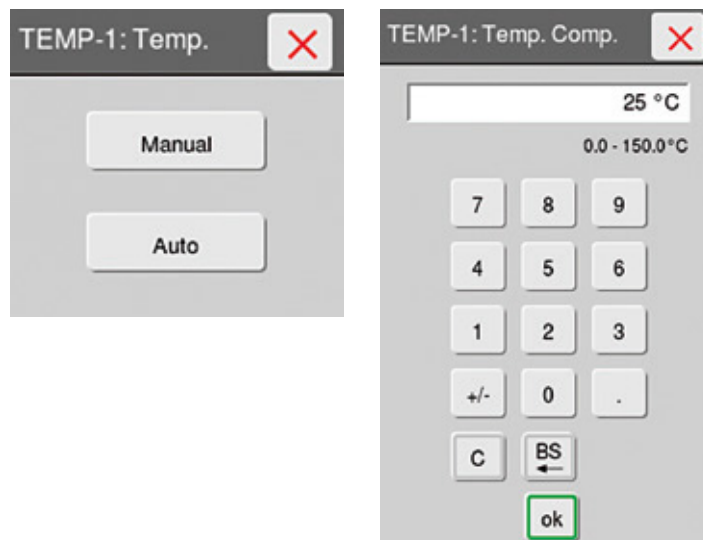 TEMP-1: Temp.
Manual
Auto
TEMP-1: Temp. Comp.
25 °C
0.0 - 150.0°C
7 8 9
4 5 6
1 2 3
+/- 0 .
C BS
ok